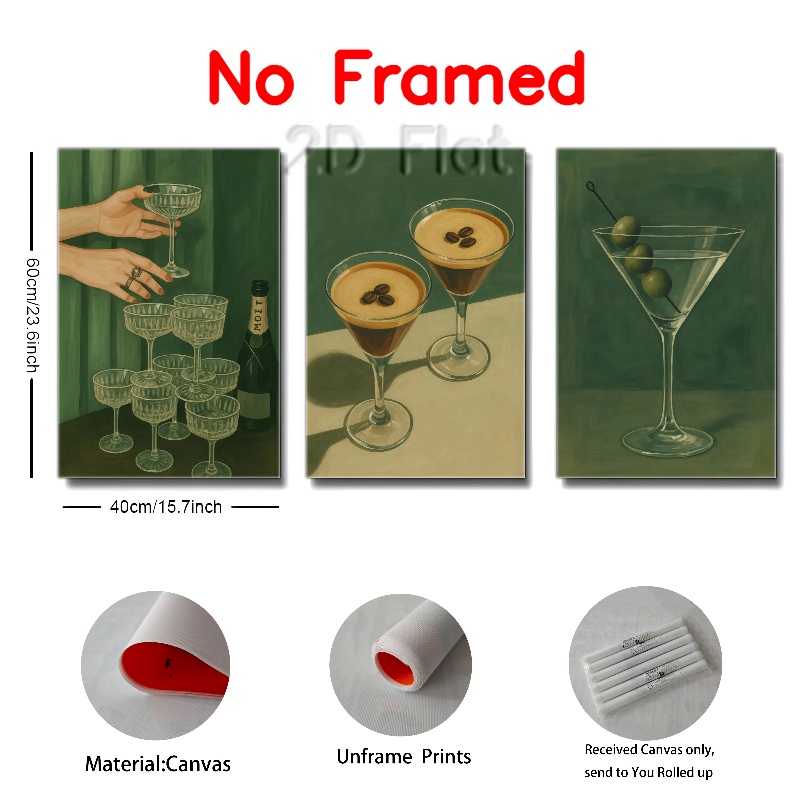 No Framed
2D Flat
60cm/23.6inch
MOET
40cm/15.7inch
Material:Canvas
Unframe Prints
Received Canvas only,
send to You Rolled up